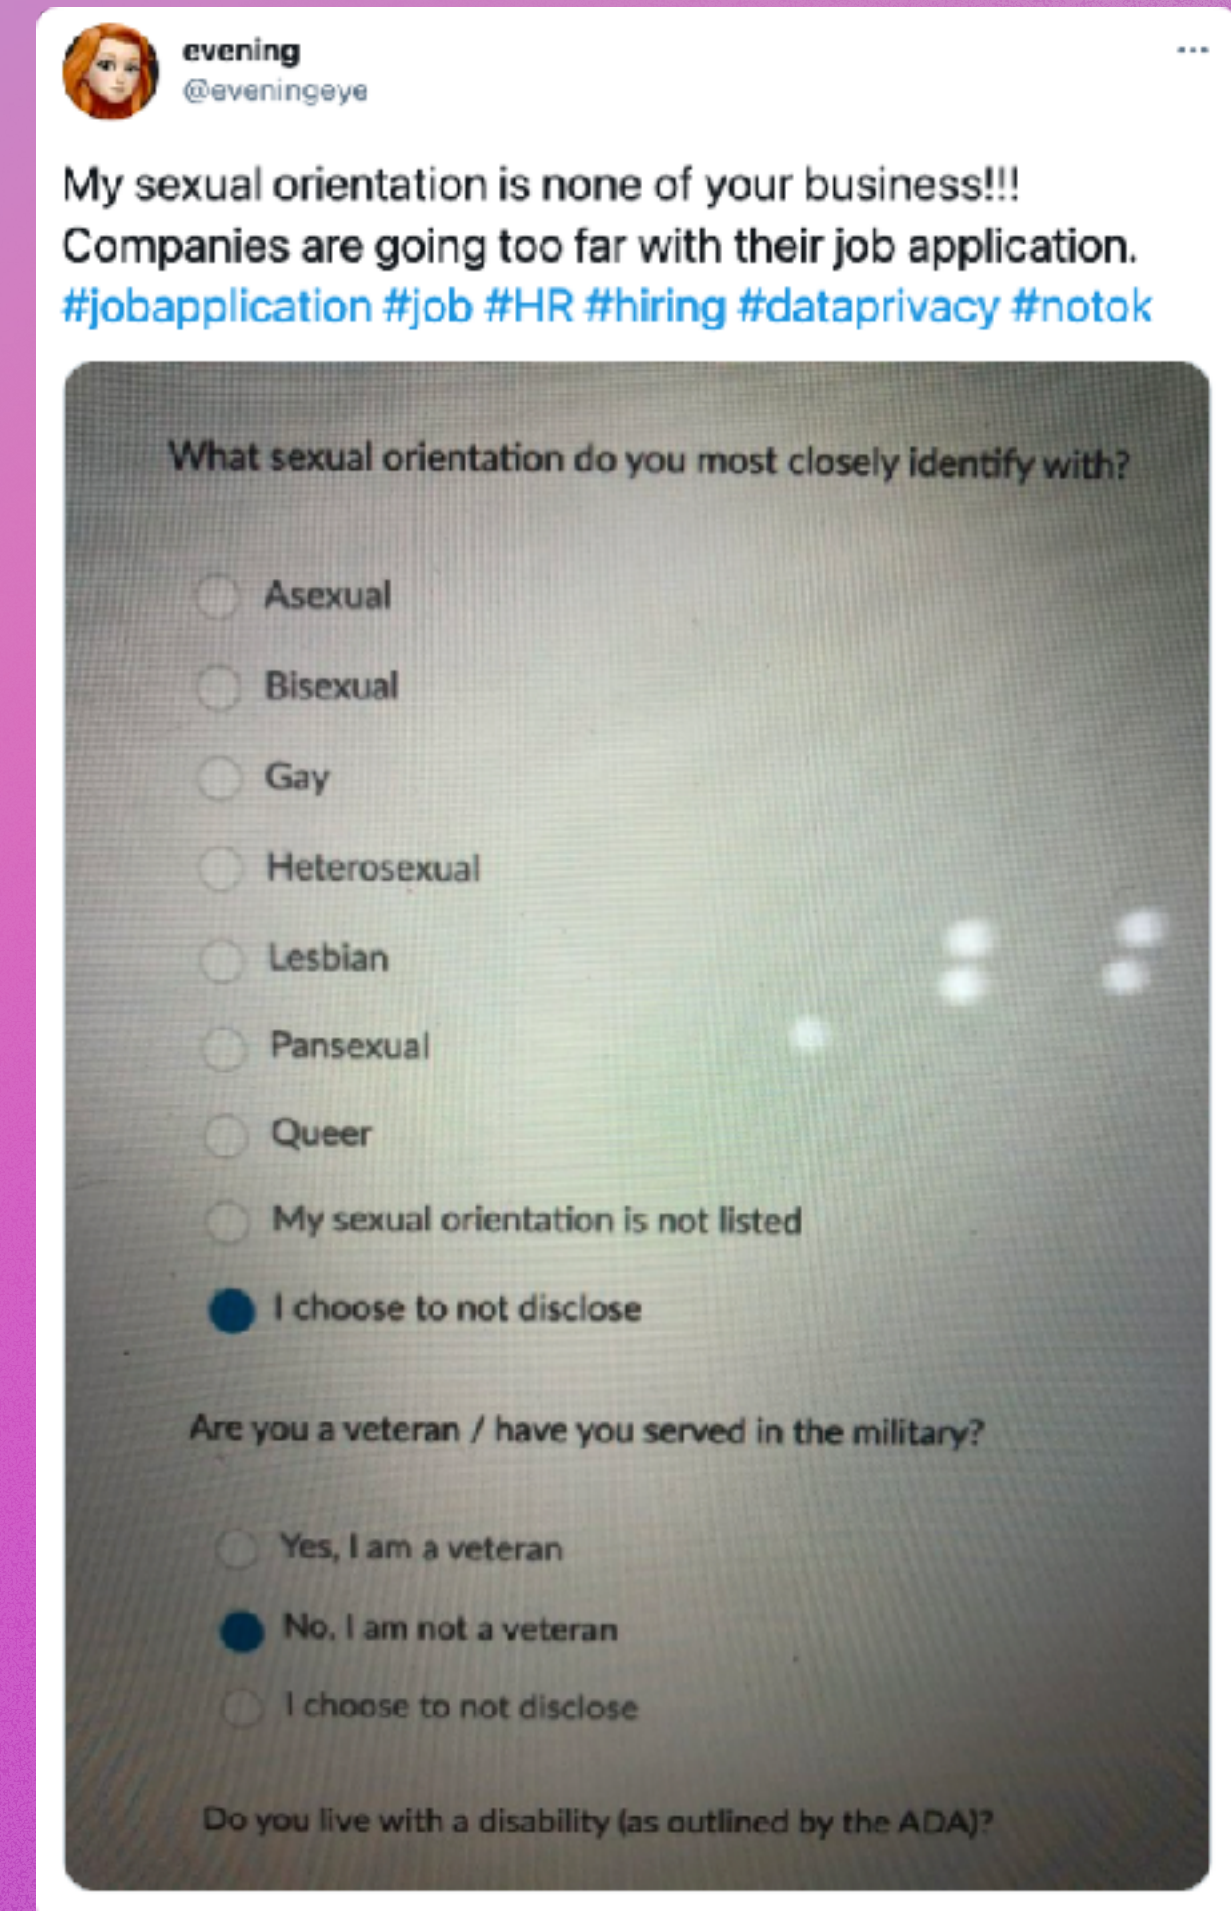 evening
@eveningeye
My sexual orientation is none of your business!!!
Companies are going too far with their job application.
#jobapplication #job #HR #hiring #dataprivacy #notok
What sexual orientation do you most closely identify with?
Asexual
Bisexual
Gay
Heterosexual
Lesbian
Pansexual
Queer
My sexual orientation is not listed
I choose to not disclose
Are you a veteran / have you served in the military?
Yes, I am a veteran
No, I am not a veteran
I choose to not disclose
Do you live with a disability (as outlined by the ADA)?